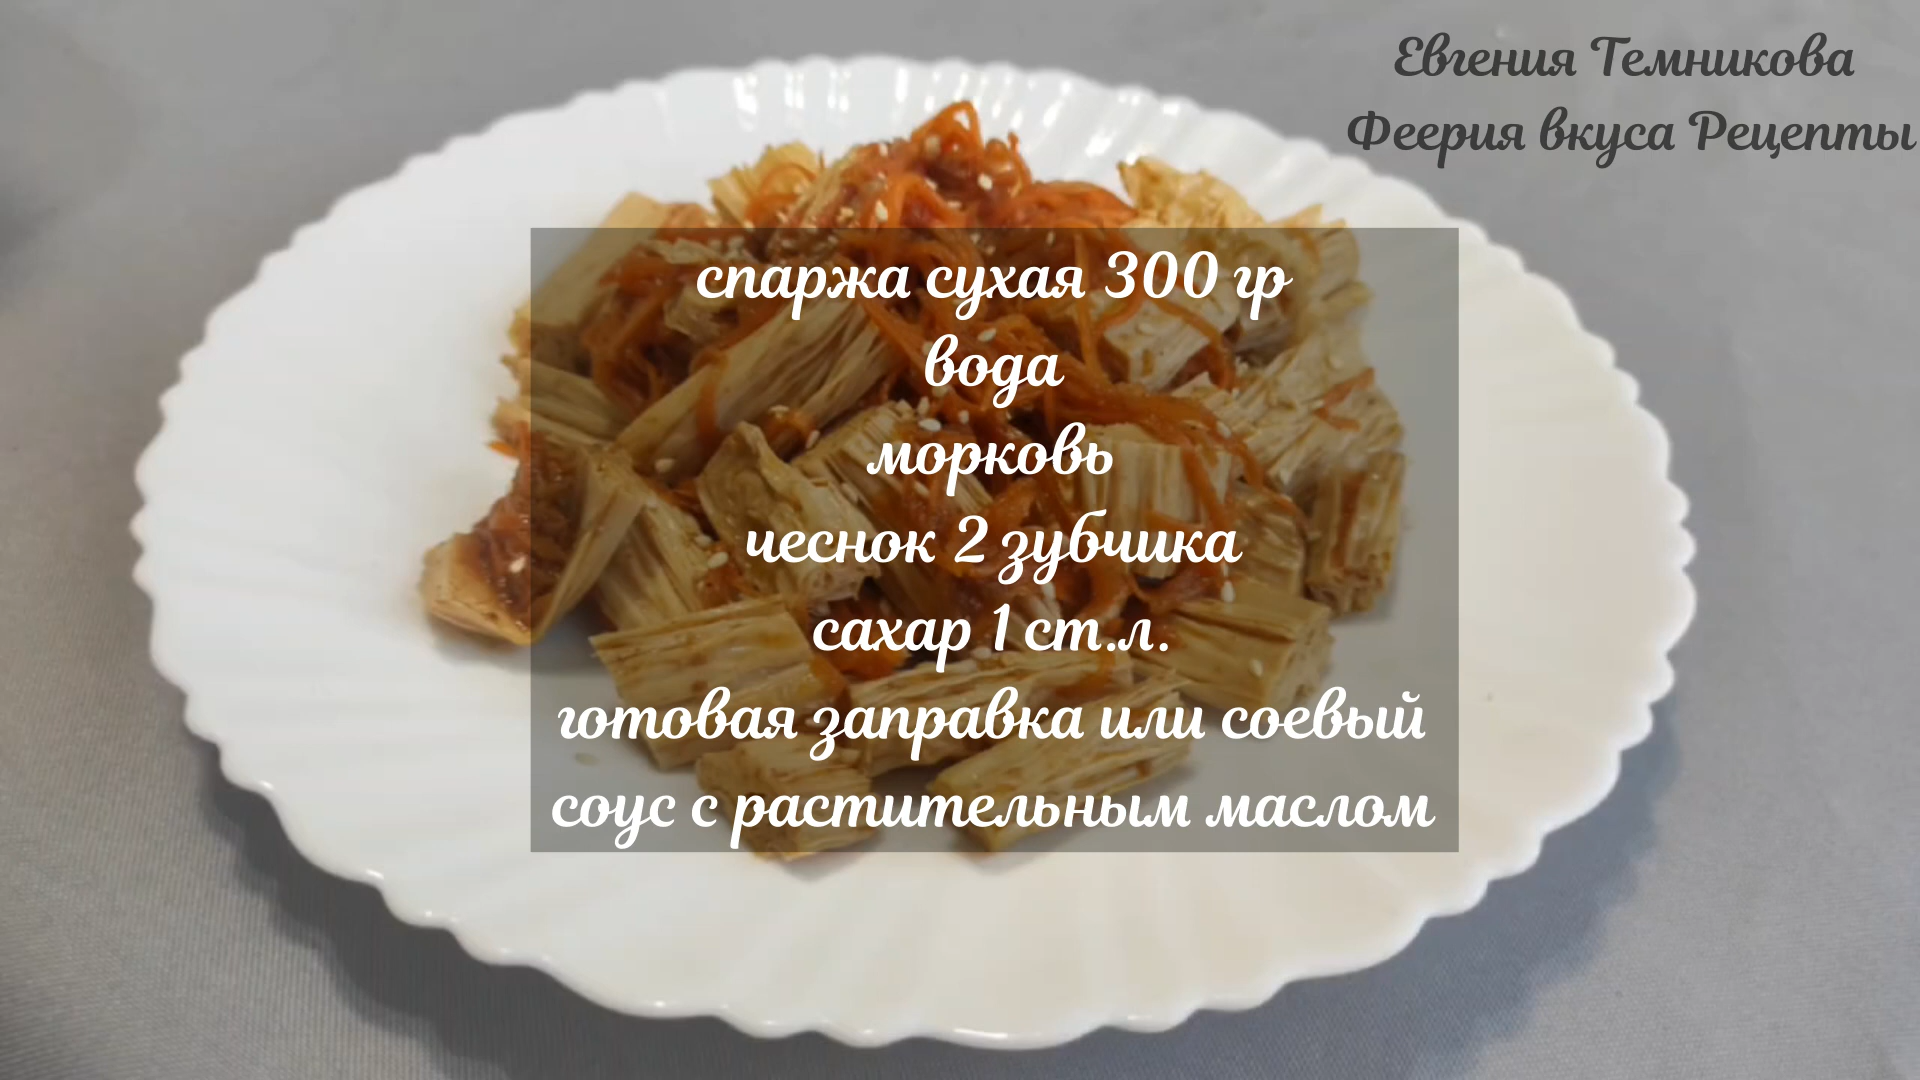 Евгения Темникова
Феерия вкуса Рецепты
спаржа сухая 300 гр
вода
морковь
чеснок 2 зубчика
сахар 1 ст.л.
готовая заправка или соевый
соус с растительным маслом